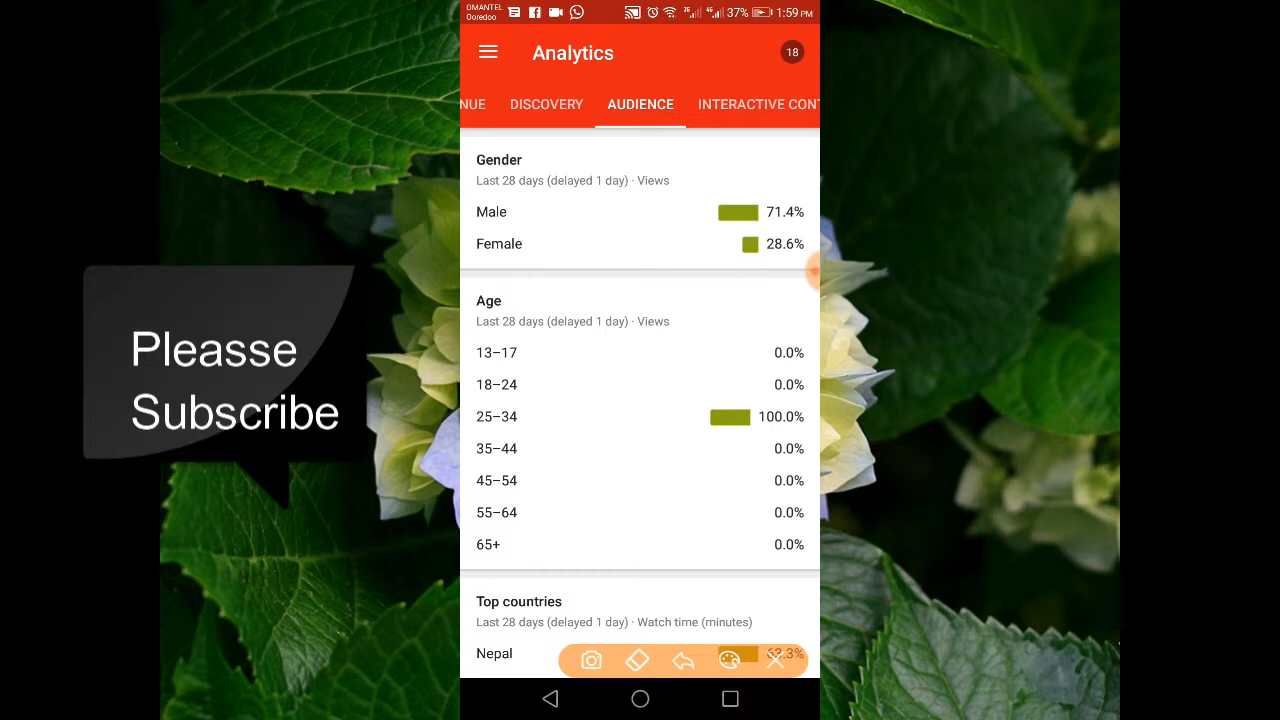 OMANTEL
Ooredoo
37% 1:59 PM
Analytics
18
NUE DISCOVERY AUDIENCE INTERACTIVE CONT
Gender
Last 28 days (delayed 1 day) · Views
Male 71.4%
Female 28.6%
Age
Last 28 days (delayed 1 day) · Views
13–17 0.0%
18–24 0.0%
25–34 100.0%
35–44 0.0%
45–54 0.0%
55–64 0.0%
65+ 0.0%
Top countries
Last 28 days (delayed 1 day) · Watch time (minutes)
Nepal
Pleasse
Subscribe